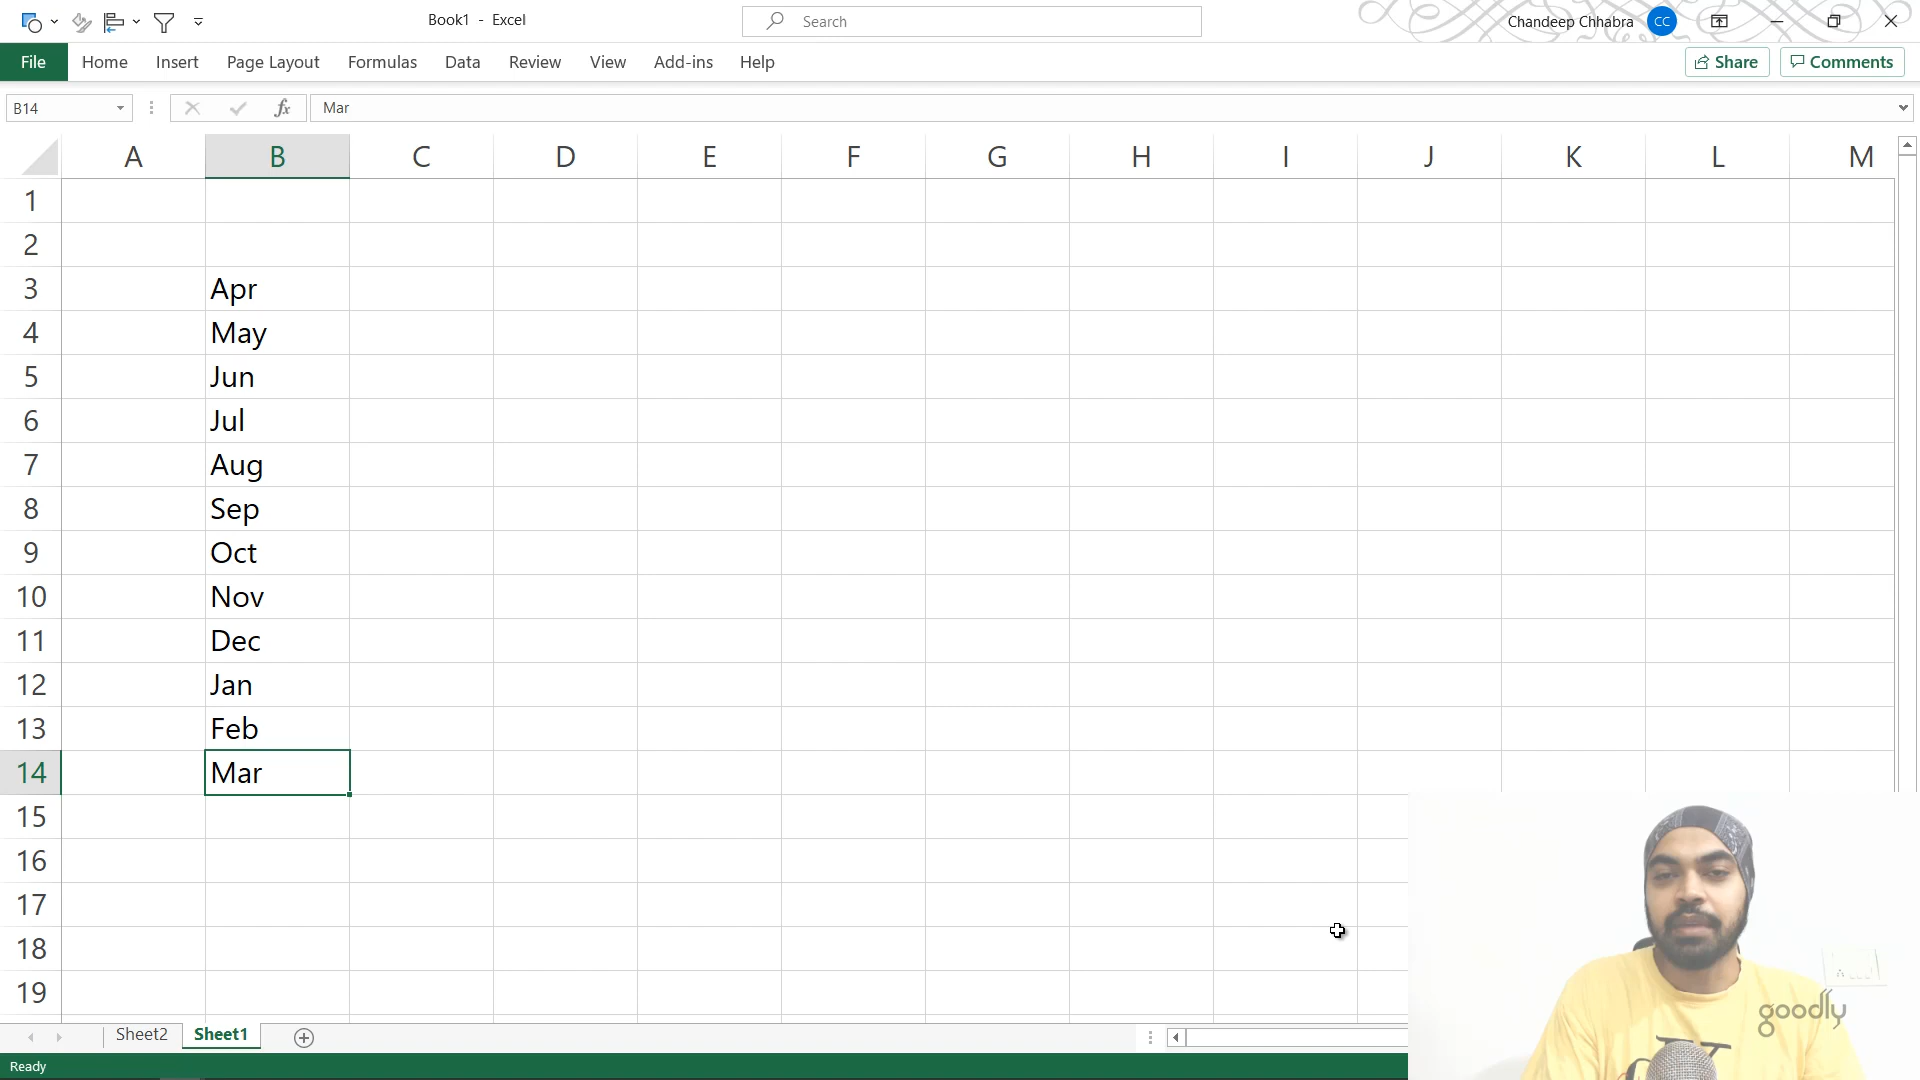 Book1 - Excel
Search
Chandeep Chhabra
CC
File
Home
Insert
Page Layout
Formulas
Data
Review
View
Add-ins
Help
Share
Comments
B14
fx
Mar
A B C D E F G H I J K L M
1
2
3 Apr
4 May
5 Jun
6 Jul
7 Aug
8 Sep
9 Oct
10 Nov
11 Dec
12 Jan
13 Feb
14 Mar
15
16
17
18
19
goodly
Sheet2
Sheet1
Ready